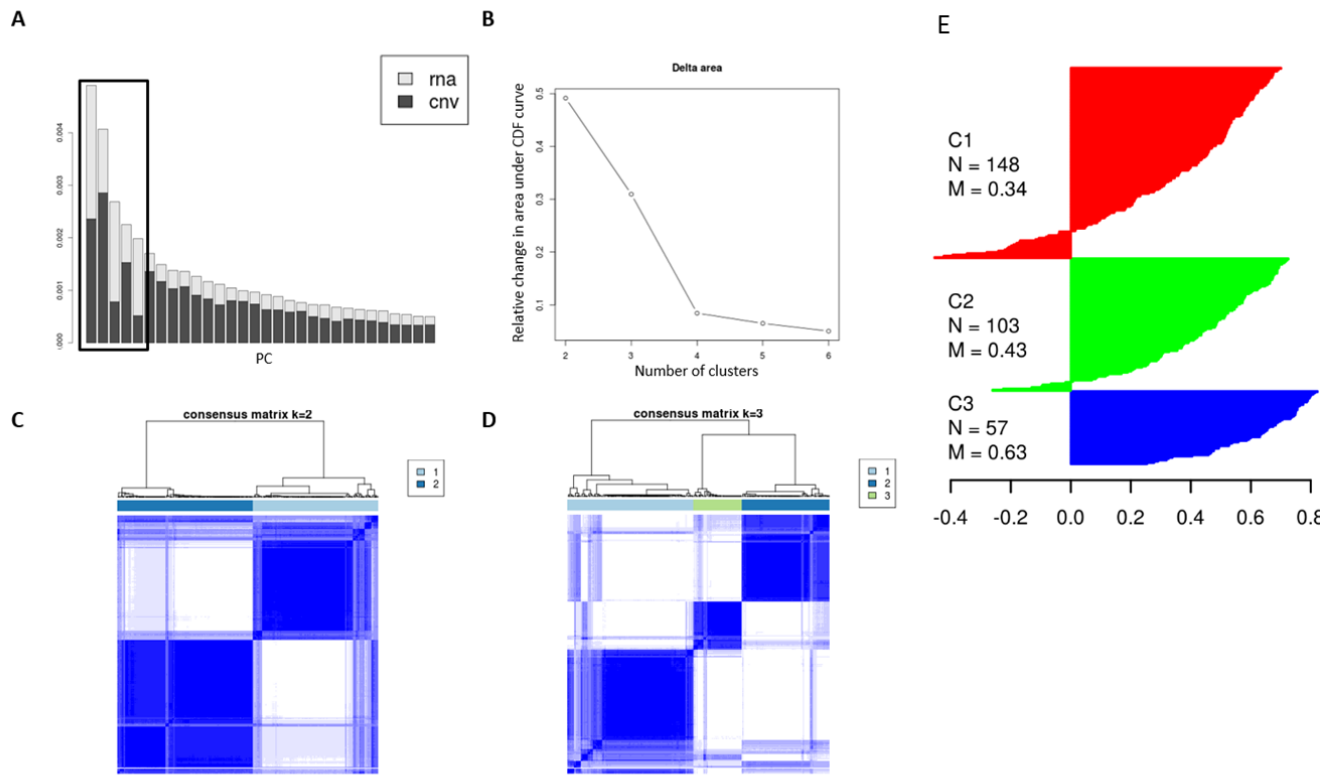 A
rna
cnv
0.004
0.003
0.002
0.001
.000
PC
B
Delta area
Relative change in area under CDF curve
0.5
0.4
0.3
0.2
0.1
2 3 4 5 6
Number of clusters
E
C1
N = 148
M = 0.34
C2
N = 103
M = 0.43
C3
N = 57
M = 0.63
-0.4 -0.2 0.0 0.2 0.4 0.6 0.8
C
consensus matrix k=2
1
2
D
consensus matrix k=3
1
2
3